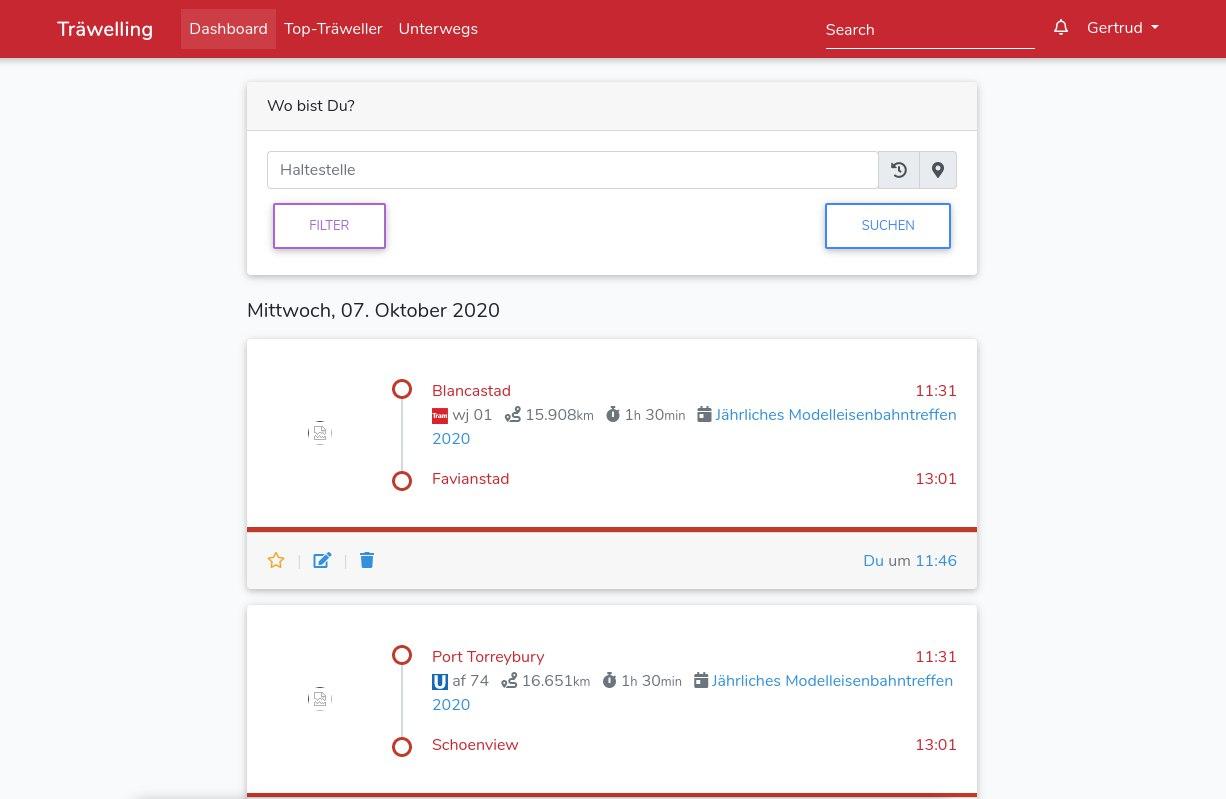 Träwelling Dashboard Top-Träweller Unterwegs Search Gertrud
Wo bist Du?
Haltestelle
FILTER SUCHEN
Mittwoch, 07. Oktober 2020
Blancastad 11:31
Tram wj 01 15.908km 1h 30min Jährliches Modelleisenbahntreffen
2020
Favianstad 13:01
Du um 11:46
Port Torreybury 11:31
U af 74 16.651km 1h 30min Jährliches Modelleisenbahntreffen
2020
Schoenview 13:01